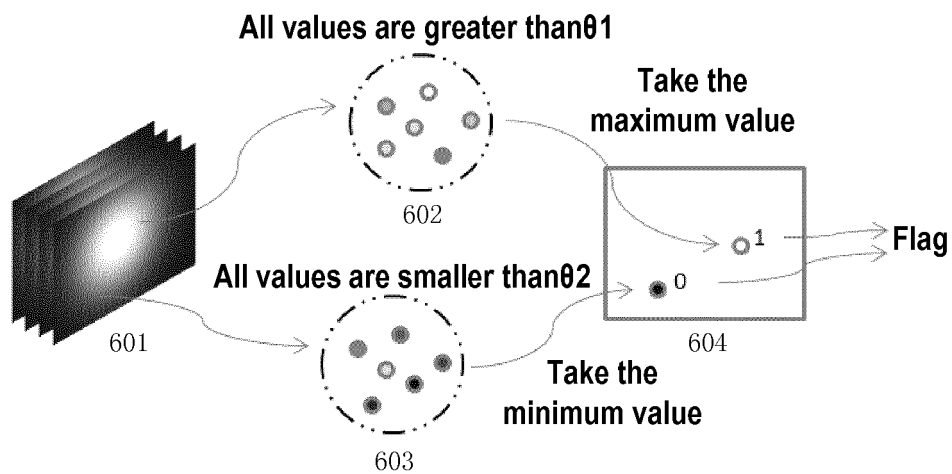 All values are greater thanθ1
Take the
maximum value
602
1
Flag
All values are smaller thanθ2
0
601
604
Take the
minimum value
603